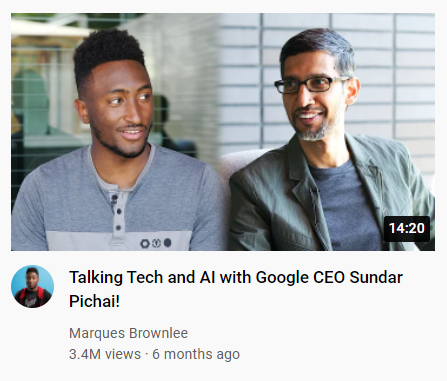 14:20
Talking Tech and AI with Google CEO Sundar
Pichai!
Marques Brownlee
3.4M views · 6 months ago